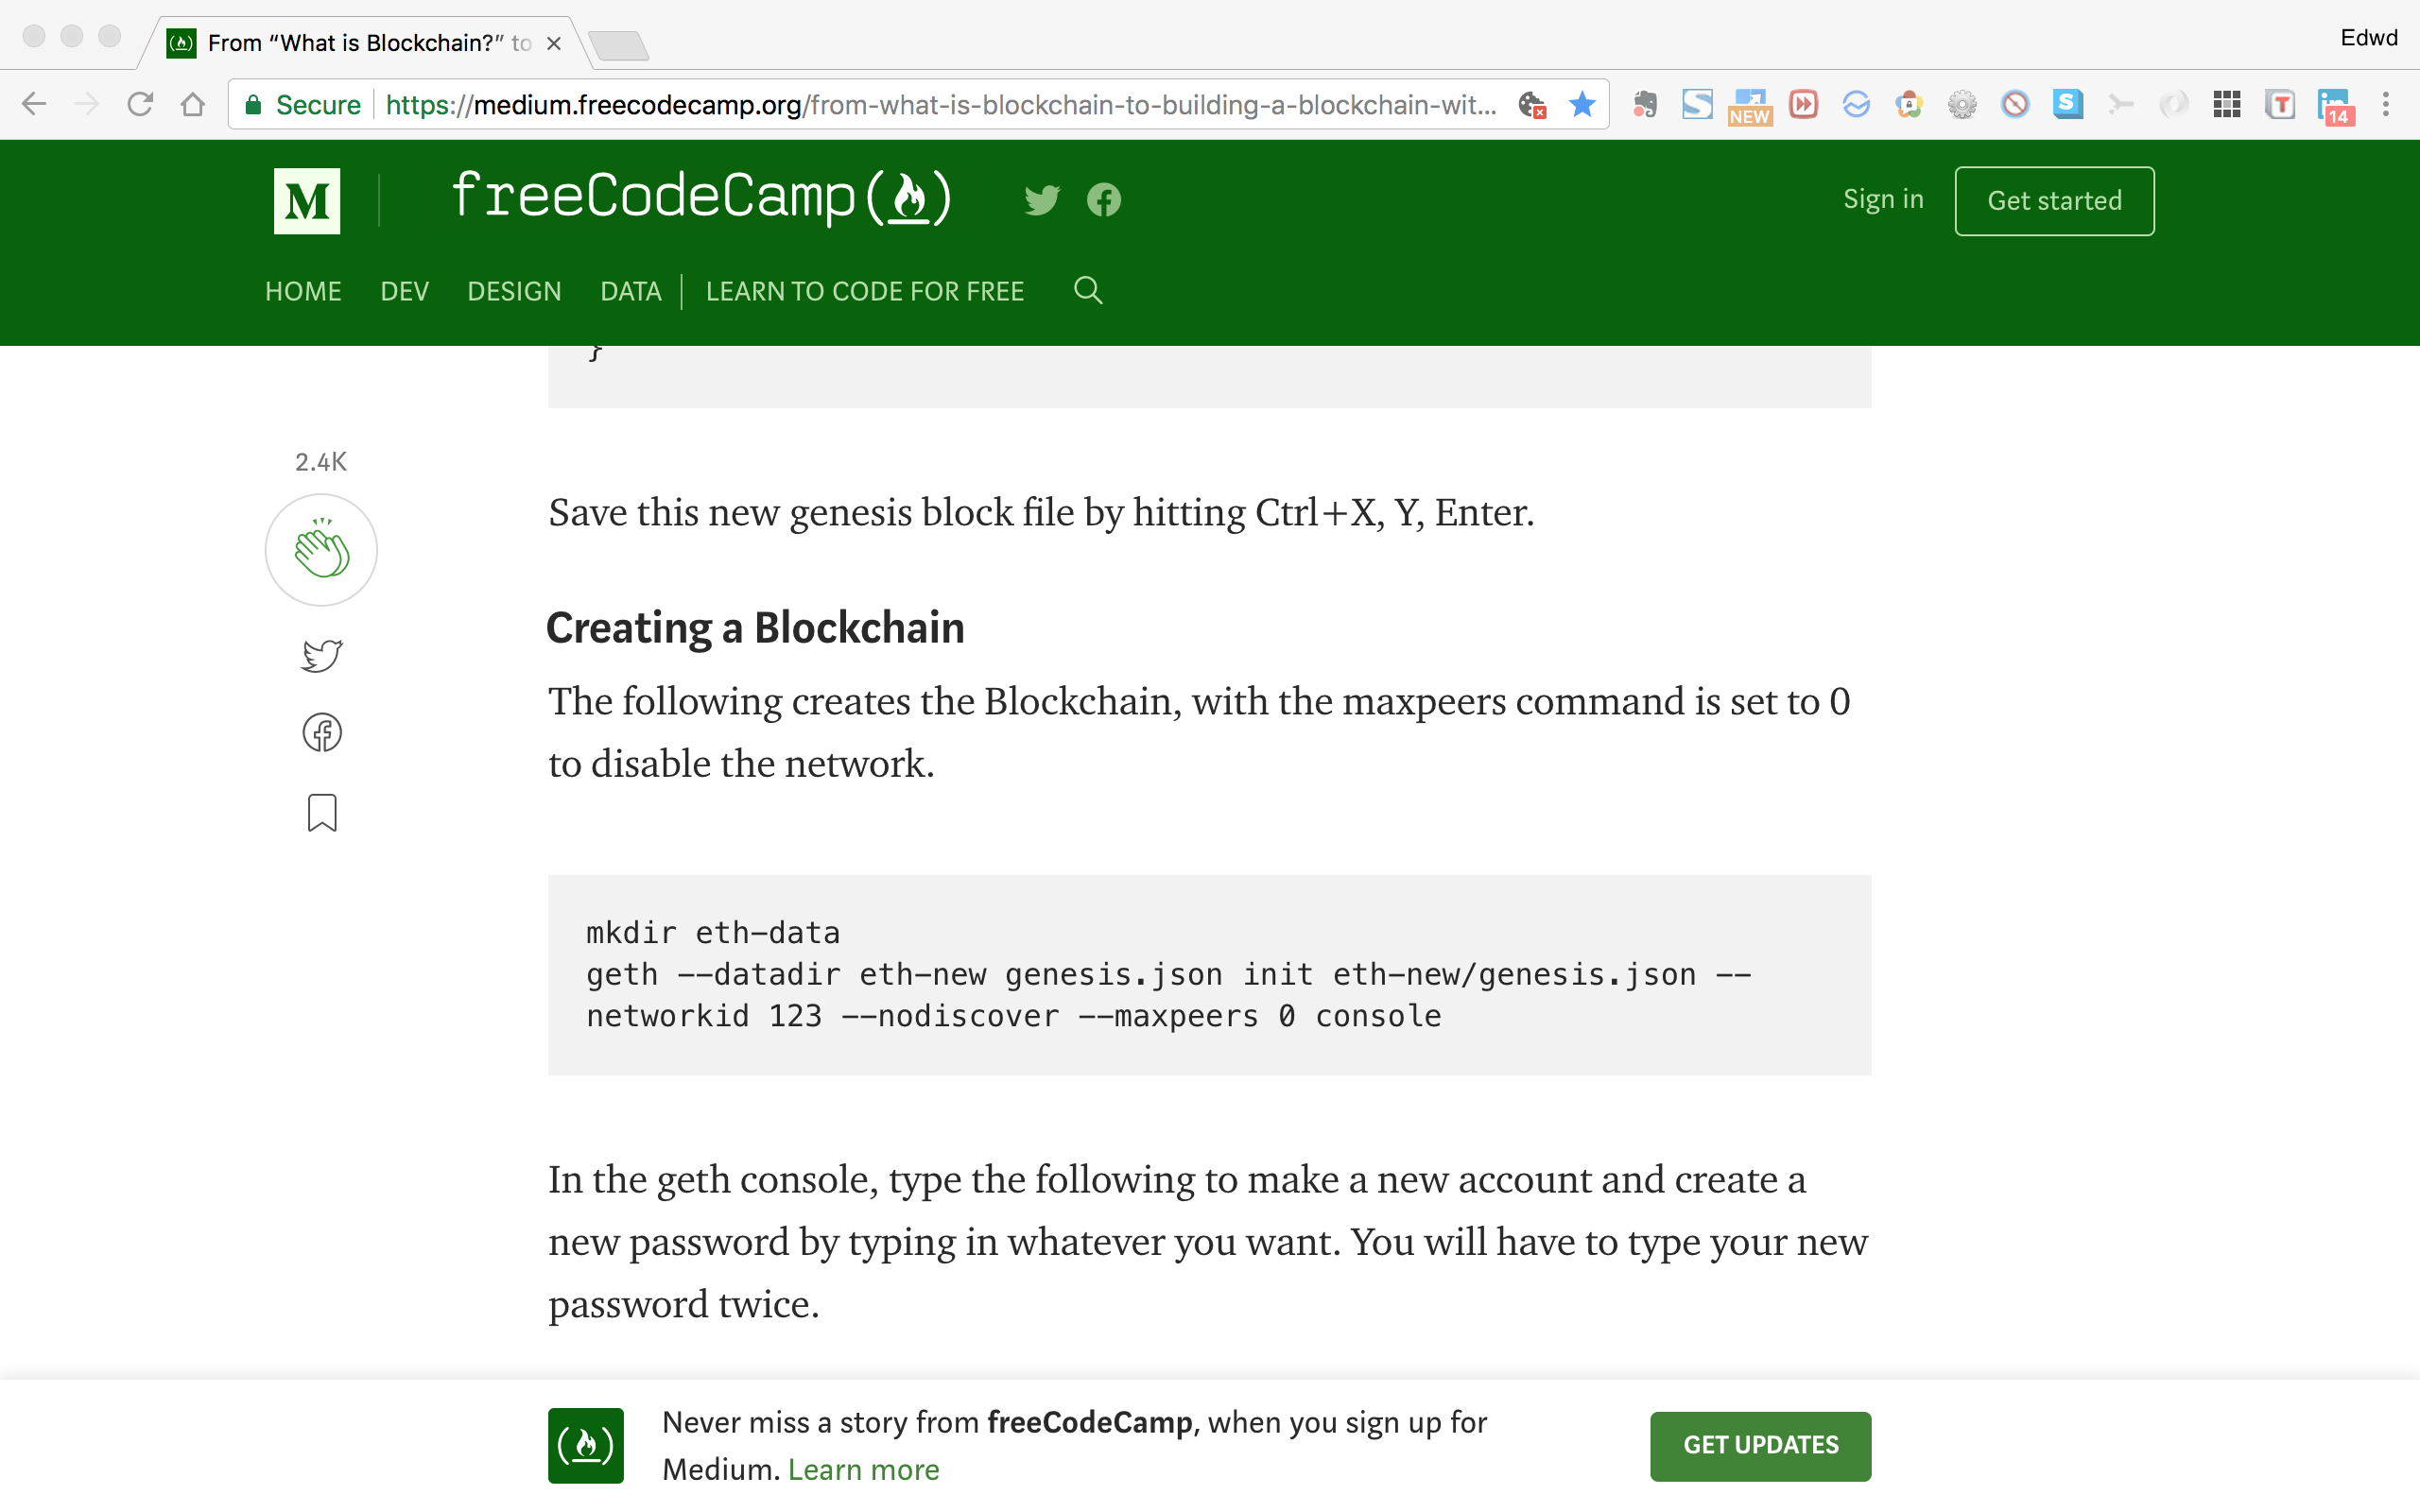 From “What is Blockchain?” to
Edwd
Secure https://medium.freecodecamp.org/from-what-is-blockchain-to-building-a-blockchain-wit...
S
NEW
S
T
in
14
M
freeCodeCamp
Sign in
Get started
HOME DEV DESIGN DATA LEARN TO CODE FOR FREE
}
2.4K
Save this new genesis block file by hitting Ctrl+X, Y, Enter.
Creating a Blockchain
The following creates the Blockchain, with the maxpeers command is set to 0
to disable the network.
mkdir eth-data
geth --datadir eth-new genesis.json init eth-new/genesis.json --
networkid 123 --nodiscover --maxpeers 0 console
In the geth console, type the following to make a new account and create a
new password by typing in whatever you want. You will have to type your new
password twice.
Never miss a story from freeCodeCamp, when you sign up for
Medium. Learn more
GET UPDATES